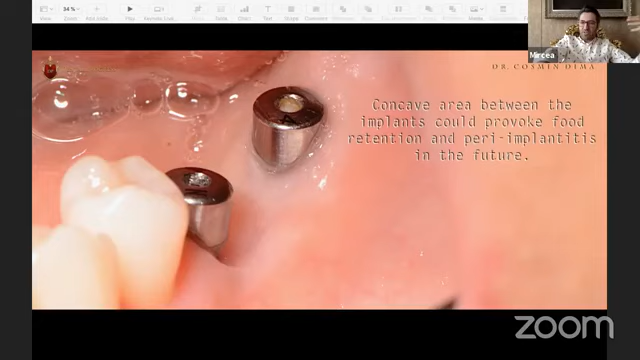 34 %
Mircea
DR. COSMIN DIMA
Concave area between the
implants could provoke food
retention and peri-implantitis
in the future.
zoom